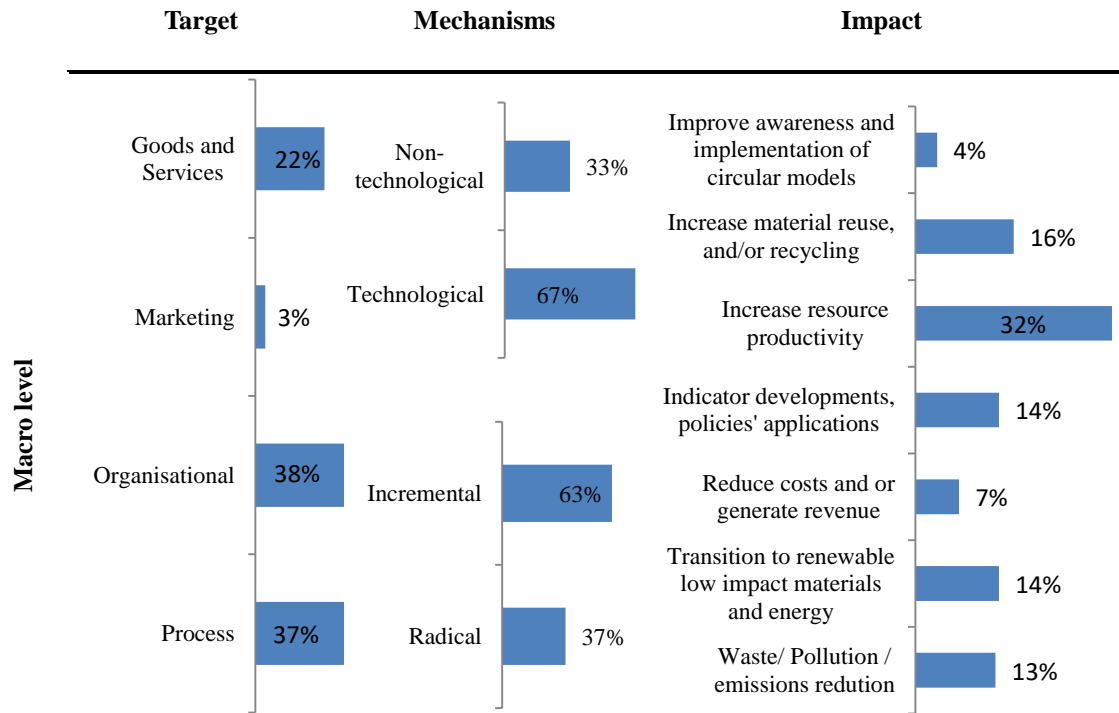 Target
Mechanisms
Impact
Macro level
Goods and
Services
22%
Marketing
3%
Organisational
38%
Process
37%
Non-
technological
33%
Technological
67%
Incremental
63%
Radical
37%
Improve awareness and
implementation of
circular models
4%
Increase material reuse,
and/or recycling
16%
Increase resource
productivity
32%
Indicator developments,
policies' applications
14%
Reduce costs and or
generate revenue
7%
Transition to renewable
low impact materials
and energy
14%
Waste/ Pollution /
emissions redution
13%